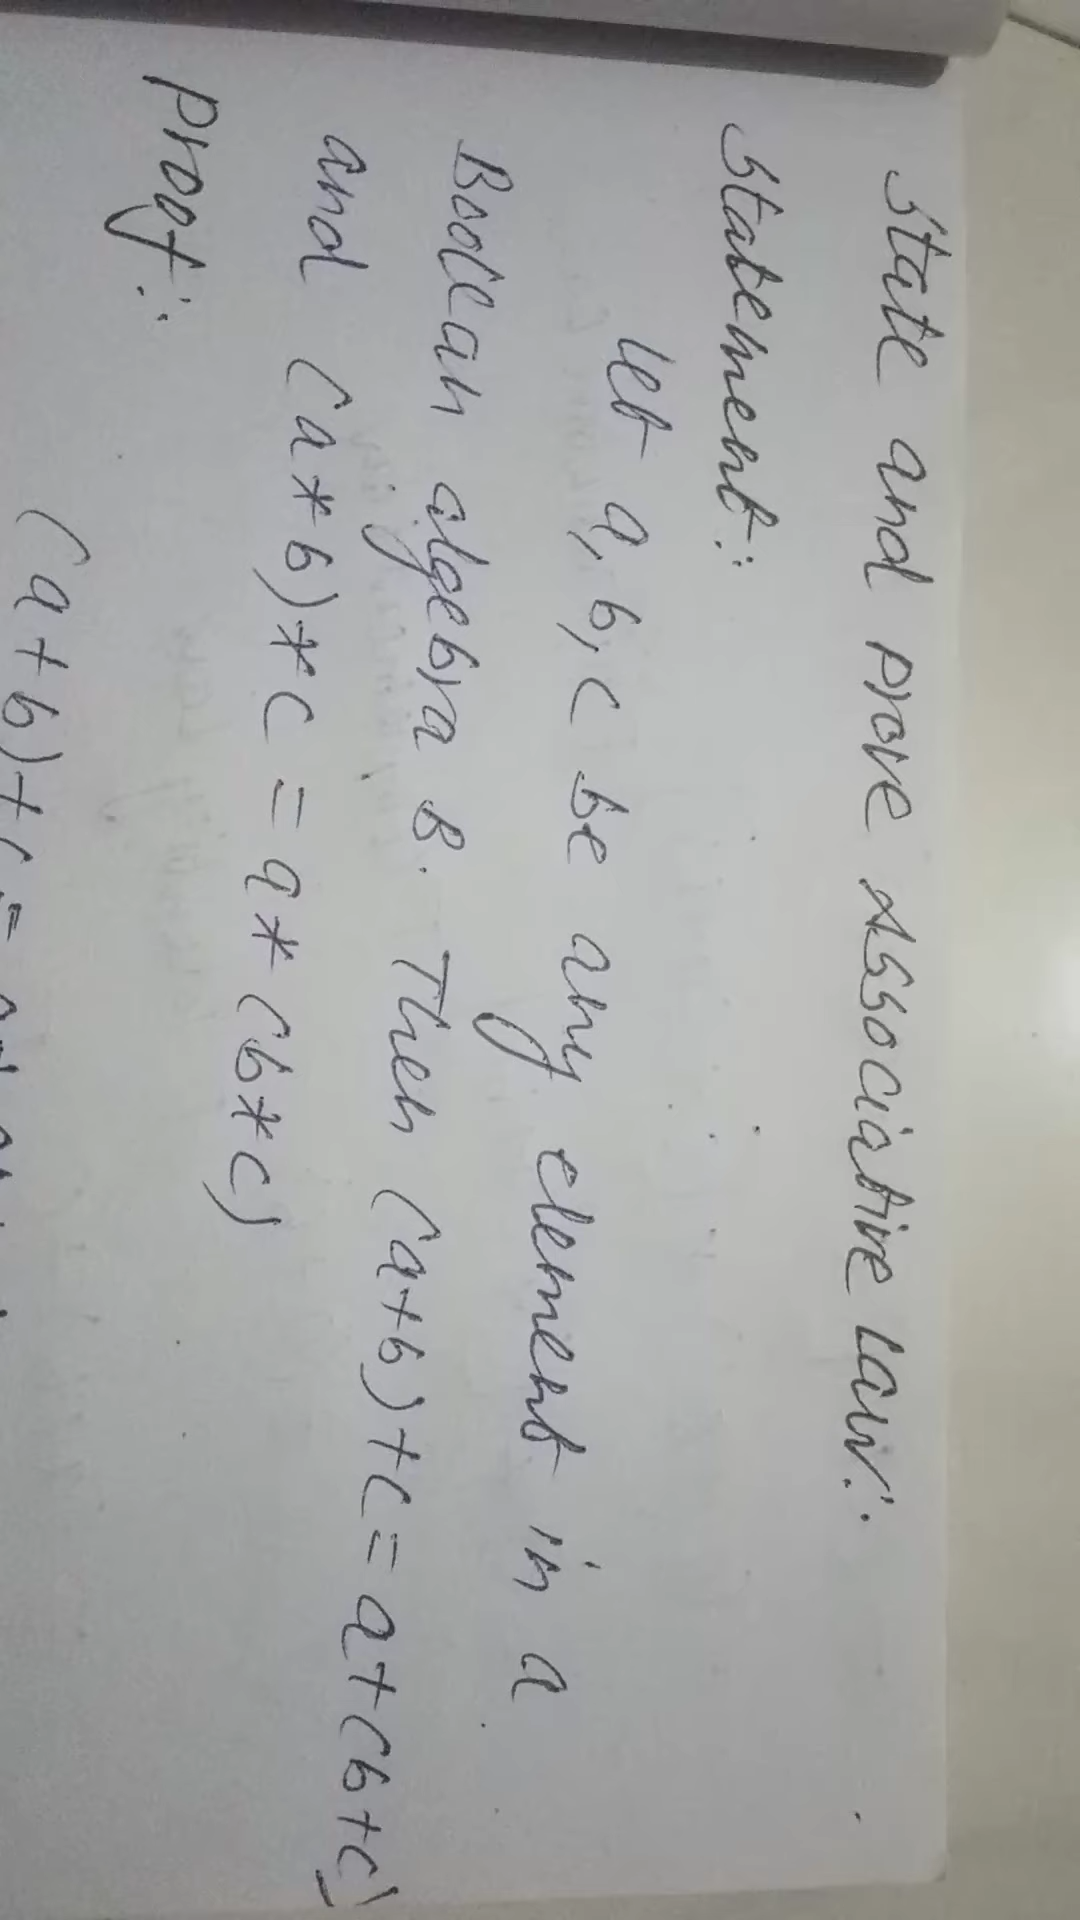 State and prove Associative Law:
Statement:
let a, b, c be any element in a
Boolean algebra B. Then (a+b)+c=a+(b+c)
and (a*b)*c = a*(b*c)
Proof:
(a+b)+c =